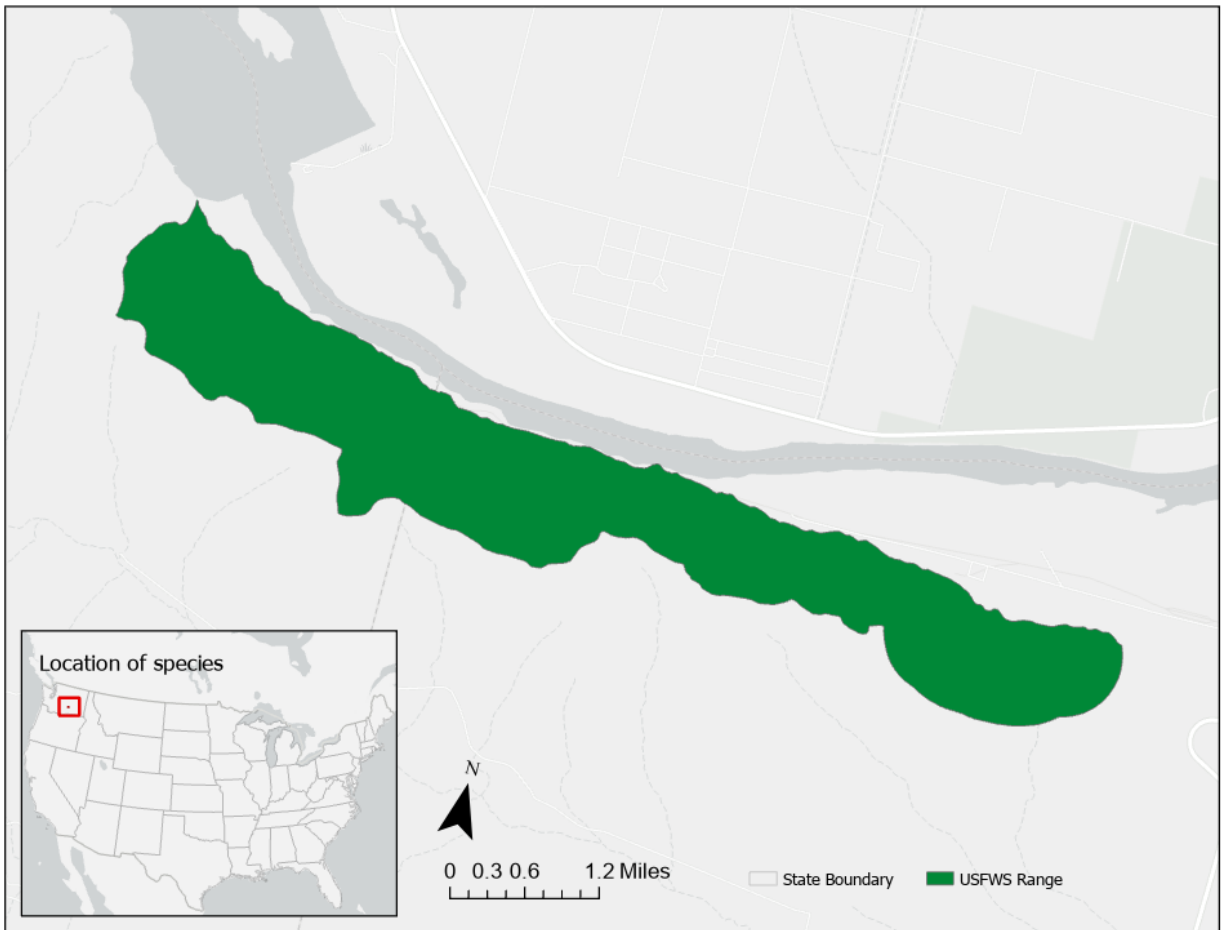 Location of species
N
0 0.3 0.6 1.2 Miles
State Boundary
USFWS Range